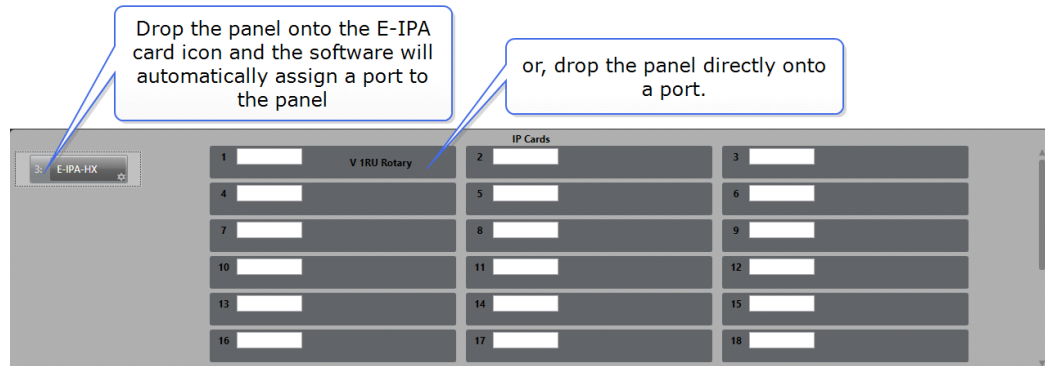 Drop the panel onto the E-IPA
card icon and the software will
automatically assign a port to
the panel
or, drop the panel directly onto
a port.
IP Cards
3: E-IPA-HX
1 V 1RU Rotary 2 3
4 5 6
7 8 9
10 11 12
13 14 15
16 17 18